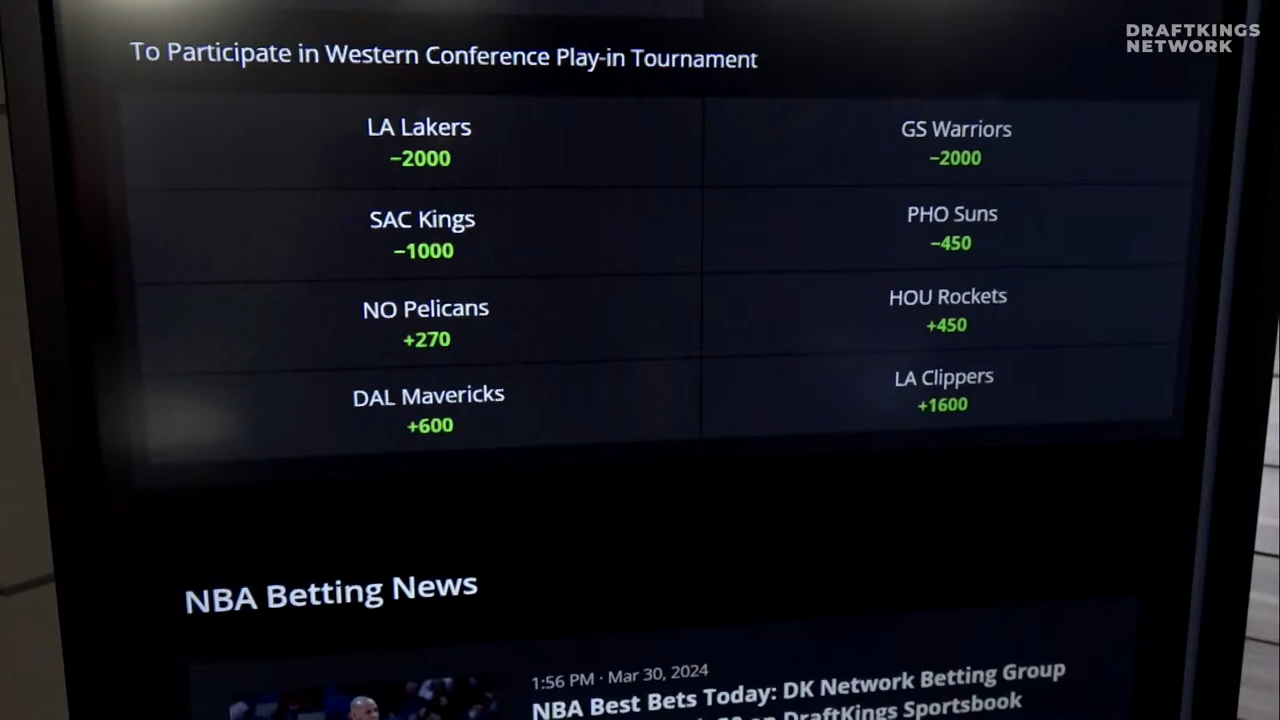 DRAFTKINGS
NETWORK
To Participate in Western Conference Play-in Tournament
LA Lakers
−2000
GS Warriors
−2000
SAC Kings
−1000
PHO Suns
−450
NO Pelicans
+270
HOU Rockets
+450
DAL Mavericks
+600
LA Clippers
+1600
NBA Betting News
1:56 PM · Mar 30, 2024
NBA Best Bets Today: DK Network Betting Group
on DraftKings Sportsbook